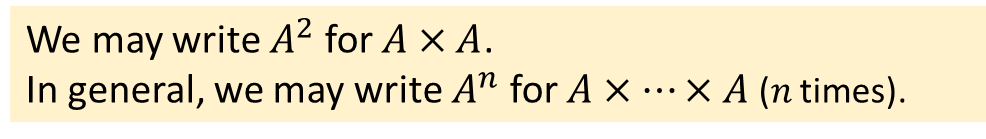 We may write A² for A × A.
In general, we may write Aⁿ for A × ⋯ × A (n times).